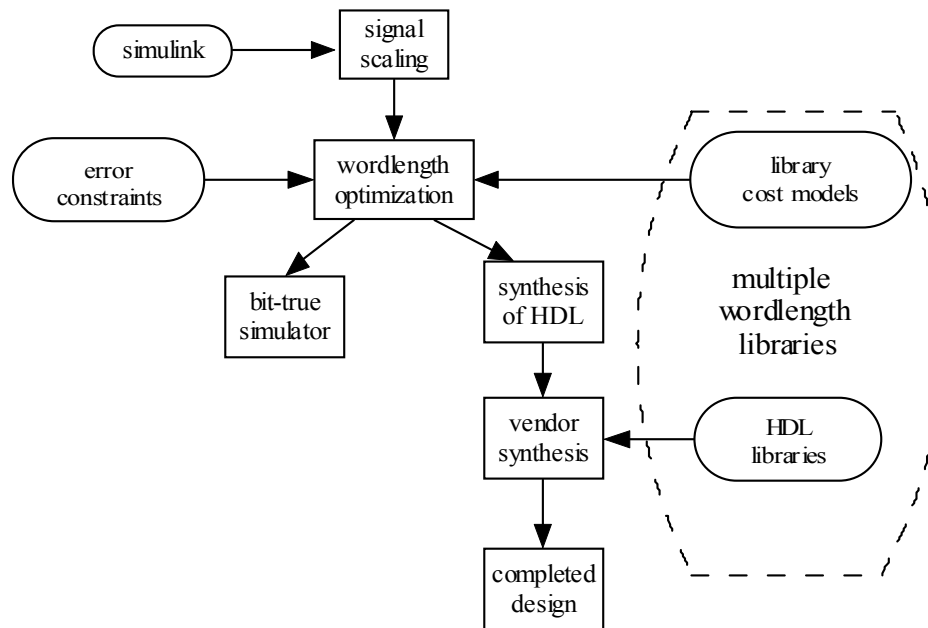 simulink
signal
scaling
error
constraints
wordlength
optimization
library
cost models
bit-true
simulator
synthesis
of HDL
multiple
wordlength
libraries
vendor
synthesis
HDL
libraries
completed
design